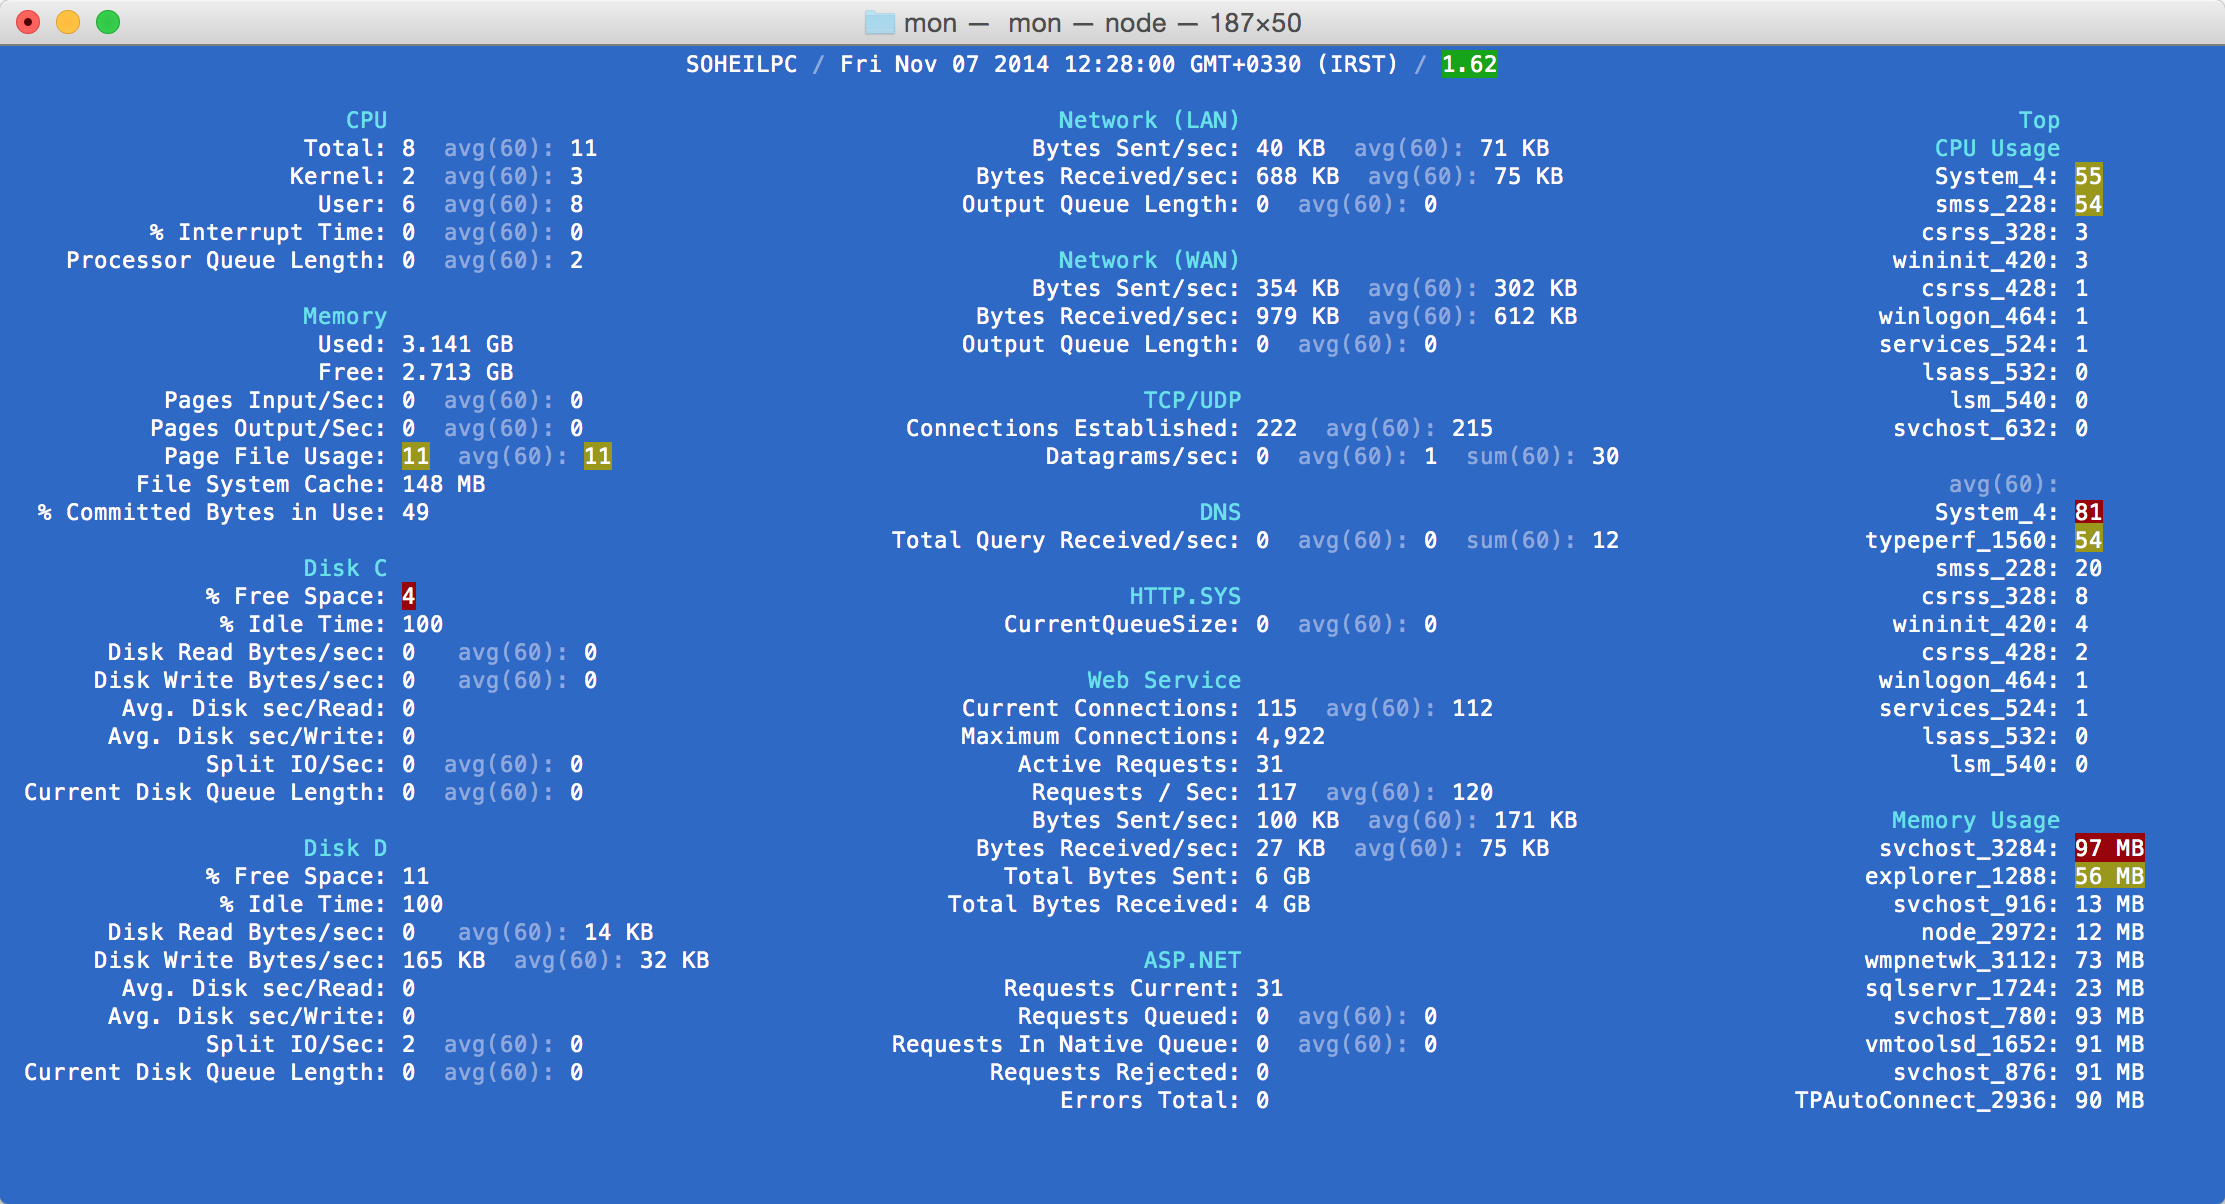 mon — mon — node — 187×50
SOHEILPC / Fri Nov 07 2014 12:28:00 GMT+0330 (IRST) / 1.62
CPU
Total: 8 avg(60): 11
Kernel: 2 avg(60): 3
User: 6 avg(60): 8
% Interrupt Time: 0 avg(60): 0
Processor Queue Length: 0 avg(60): 2
Memory
Used: 3.141 GB
Free: 2.713 GB
Pages Input/Sec: 0 avg(60): 0
Pages Output/Sec: 0 avg(60): 0
Page File Usage: 11 avg(60): 11
File System Cache: 148 MB
% Committed Bytes in Use: 49
Disk C
% Free Space: 4
% Idle Time: 100
Disk Read Bytes/sec: 0 avg(60): 0
Disk Write Bytes/sec: 0 avg(60): 0
Avg. Disk sec/Read: 0
Avg. Disk sec/Write: 0
Split IO/Sec: 0 avg(60): 0
Current Disk Queue Length: 0 avg(60): 0
Disk D
% Free Space: 11
% Idle Time: 100
Disk Read Bytes/sec: 0 avg(60): 14 KB
Disk Write Bytes/sec: 165 KB avg(60): 32 KB
Avg. Disk sec/Read: 0
Avg. Disk sec/Write: 0
Split IO/Sec: 2 avg(60): 0
Current Disk Queue Length: 0 avg(60): 0
Network (LAN)
Bytes Sent/sec: 40 KB avg(60): 71 KB
Bytes Received/sec: 688 KB avg(60): 75 KB
Output Queue Length: 0 avg(60): 0
Network (WAN)
Bytes Sent/sec: 354 KB avg(60): 302 KB
Bytes Received/sec: 979 KB avg(60): 612 KB
Output Queue Length: 0 avg(60): 0
TCP/UDP
Connections Established: 222 avg(60): 215
Datagrams/sec: 0 avg(60): 1 sum(60): 30
DNS
Total Query Received/sec: 0 avg(60): 0 sum(60): 12
HTTP.SYS
CurrentQueueSize: 0 avg(60): 0
Web Service
Current Connections: 115 avg(60): 112
Maximum Connections: 4,922
Active Requests: 31
Requests / Sec: 117 avg(60): 120
Bytes Sent/sec: 100 KB avg(60): 171 KB
Bytes Received/sec: 27 KB avg(60): 75 KB
Total Bytes Sent: 6 GB
Total Bytes Received: 4 GB
ASP.NET
Requests Current: 31
Requests Queued: 0 avg(60): 0
Requests In Native Queue: 0 avg(60): 0
Requests Rejected: 0
Errors Total: 0
Top
CPU Usage
System_4: 55
smss_228: 54
csrss_328: 3
wininit_420: 3
csrss_428: 1
winlogon_464: 1
services_524: 1
lsass_532: 0
lsm_540: 0
svchost_632: 0
avg(60):
System_4: 81
typeperf_1560: 54
smss_228: 20
csrss_328: 8
wininit_420: 4
csrss_428: 2
winlogon_464: 1
services_524: 1
lsass_532: 0
lsm_540: 0
Memory Usage
svchost_3284: 97 MB
explorer_1288: 56 MB
svchost_916: 13 MB
node_2972: 12 MB
wmpnetwk_3112: 73 MB
sqlservr_1724: 23 MB
svchost_780: 93 MB
vmtoolsd_1652: 91 MB
svchost_876: 91 MB
TPAutoConnect_2936: 90 MB